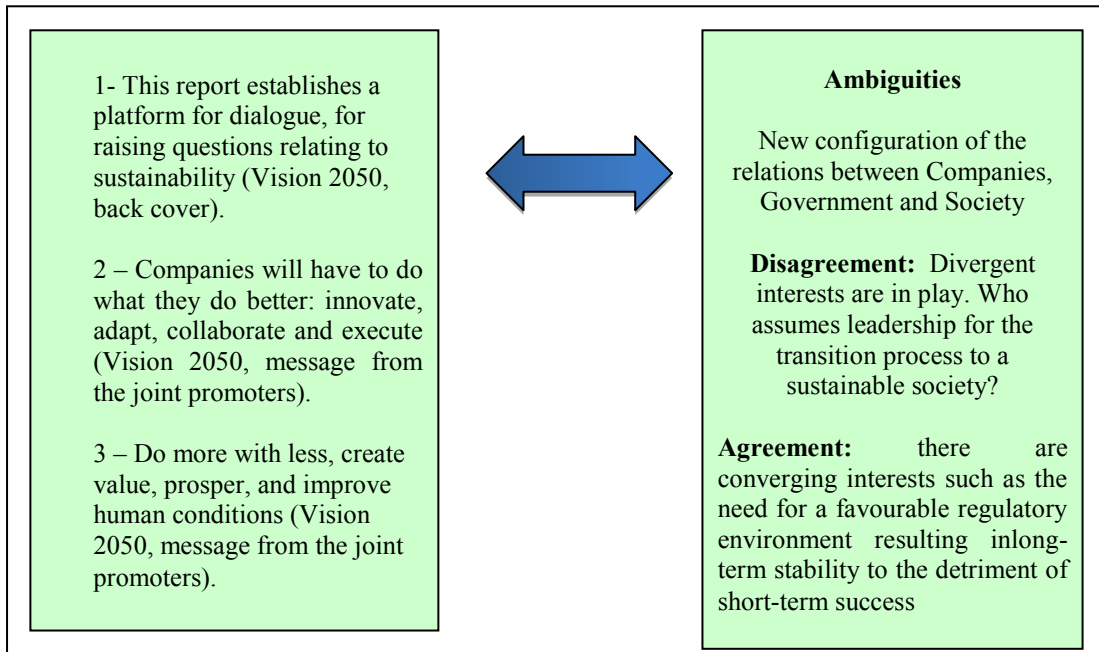 1- This report establishes a
platform for dialogue, for
raising questions relating to
sustainability (Vision 2050,
back cover).
2 – Companies will have to do
what they do better: innovate,
adapt, collaborate and execute
(Vision 2050, message from
the joint promoters).
3 – Do more with less, create
value, prosper, and improve
human conditions (Vision
2050, message from the joint
promoters).
Ambiguities
New configuration of the
relations between Companies,
Government and Society
Disagreement: Divergent
interests are in play. Who
assumes leadership for the
transition process to a
sustainable society?
Agreement: there are
converging interests such as the
need for a favourable regulatory
environment resulting inlong-
term stability to the detriment of
short-term success